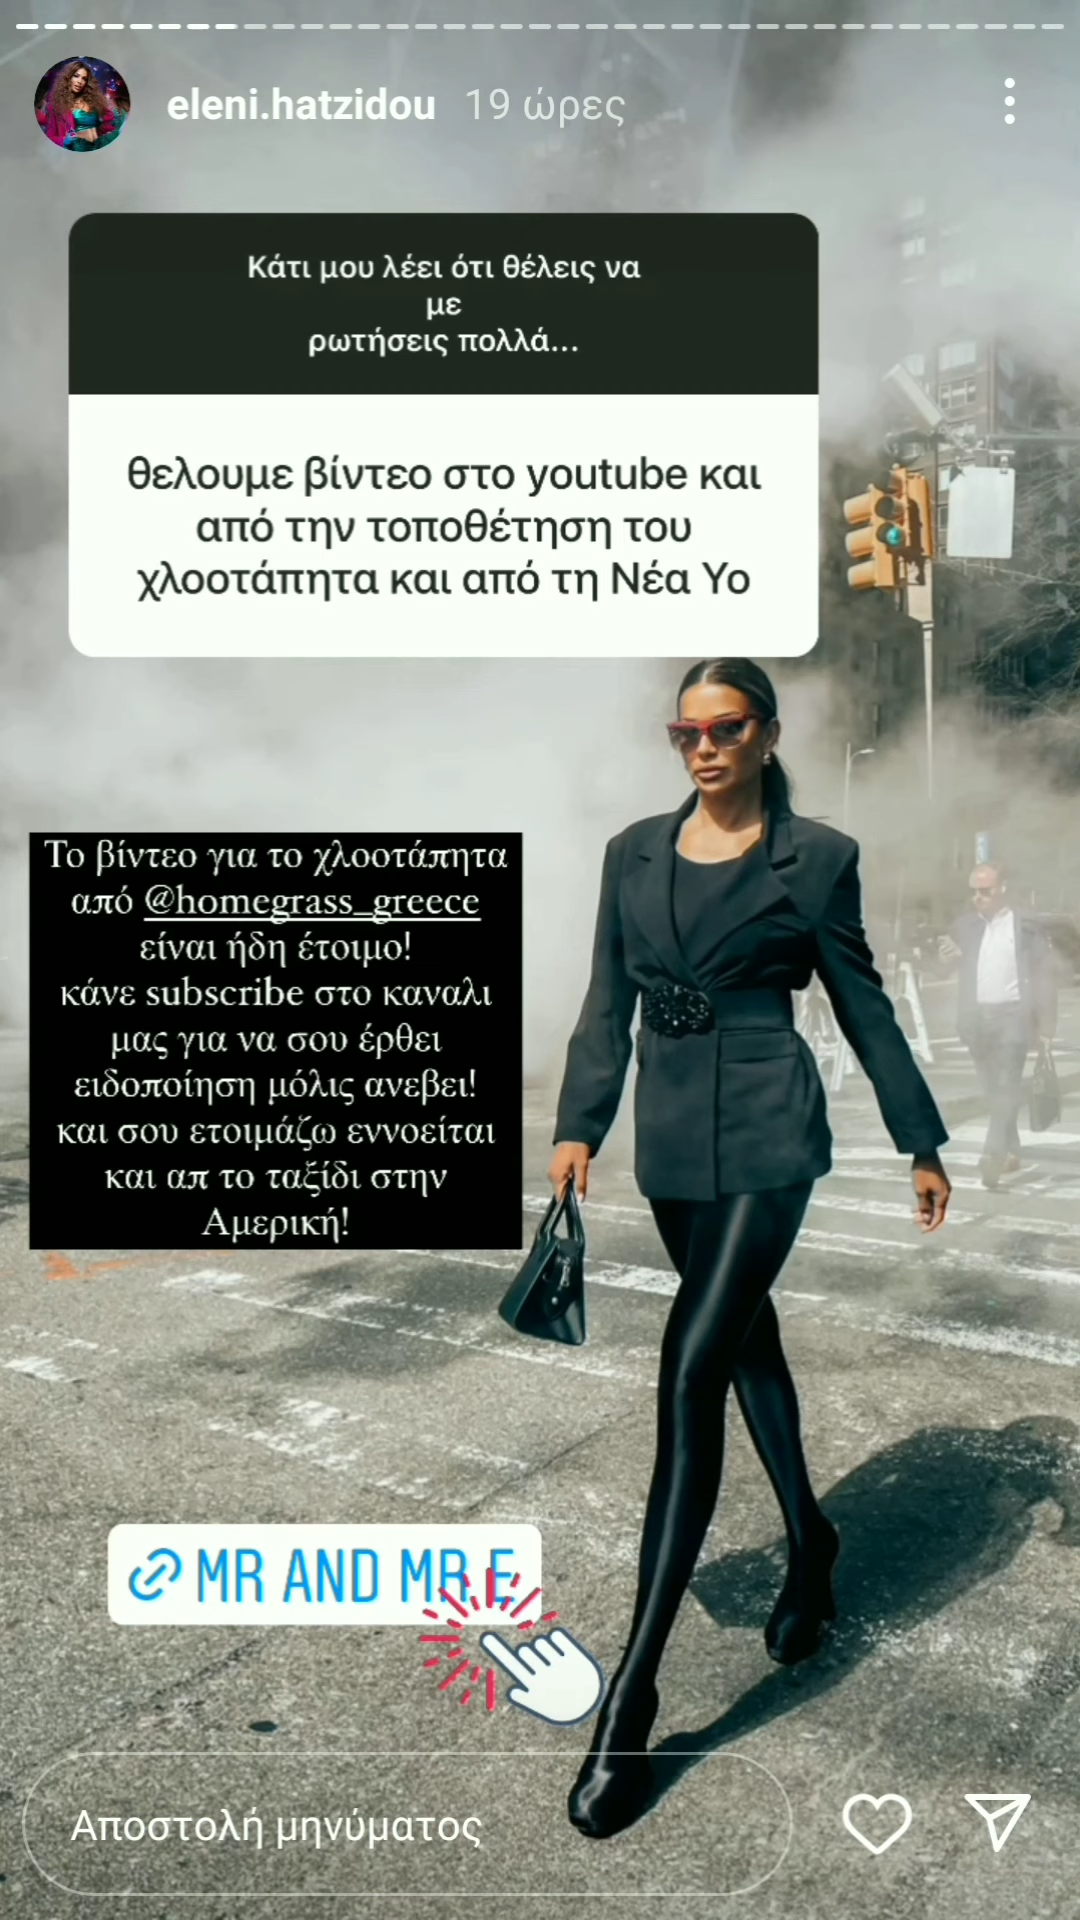 eleni.hatzidou 19 ώρες
Κάτι μου λέει ότι θέλεις να
με
ρωτήσεις πολλά...
θελουμε βίντεο στο youtube και
από την τοποθέτηση του
χλοοτάπητα και από τη Νέα Υο
Το βίντεο για το χλοοτάπητα
από @homegrass_greece
είναι ήδη έτοιμο!
κάνε subscribe στο καναλι
μας για να σου έρθει
ειδοποίηση μόλις ανεβει!
και σου ετοιμάζω εννοείται
και απ το ταξίδι στην
Αμερική!
MR AND MR E
Αποστολή μηνύματος